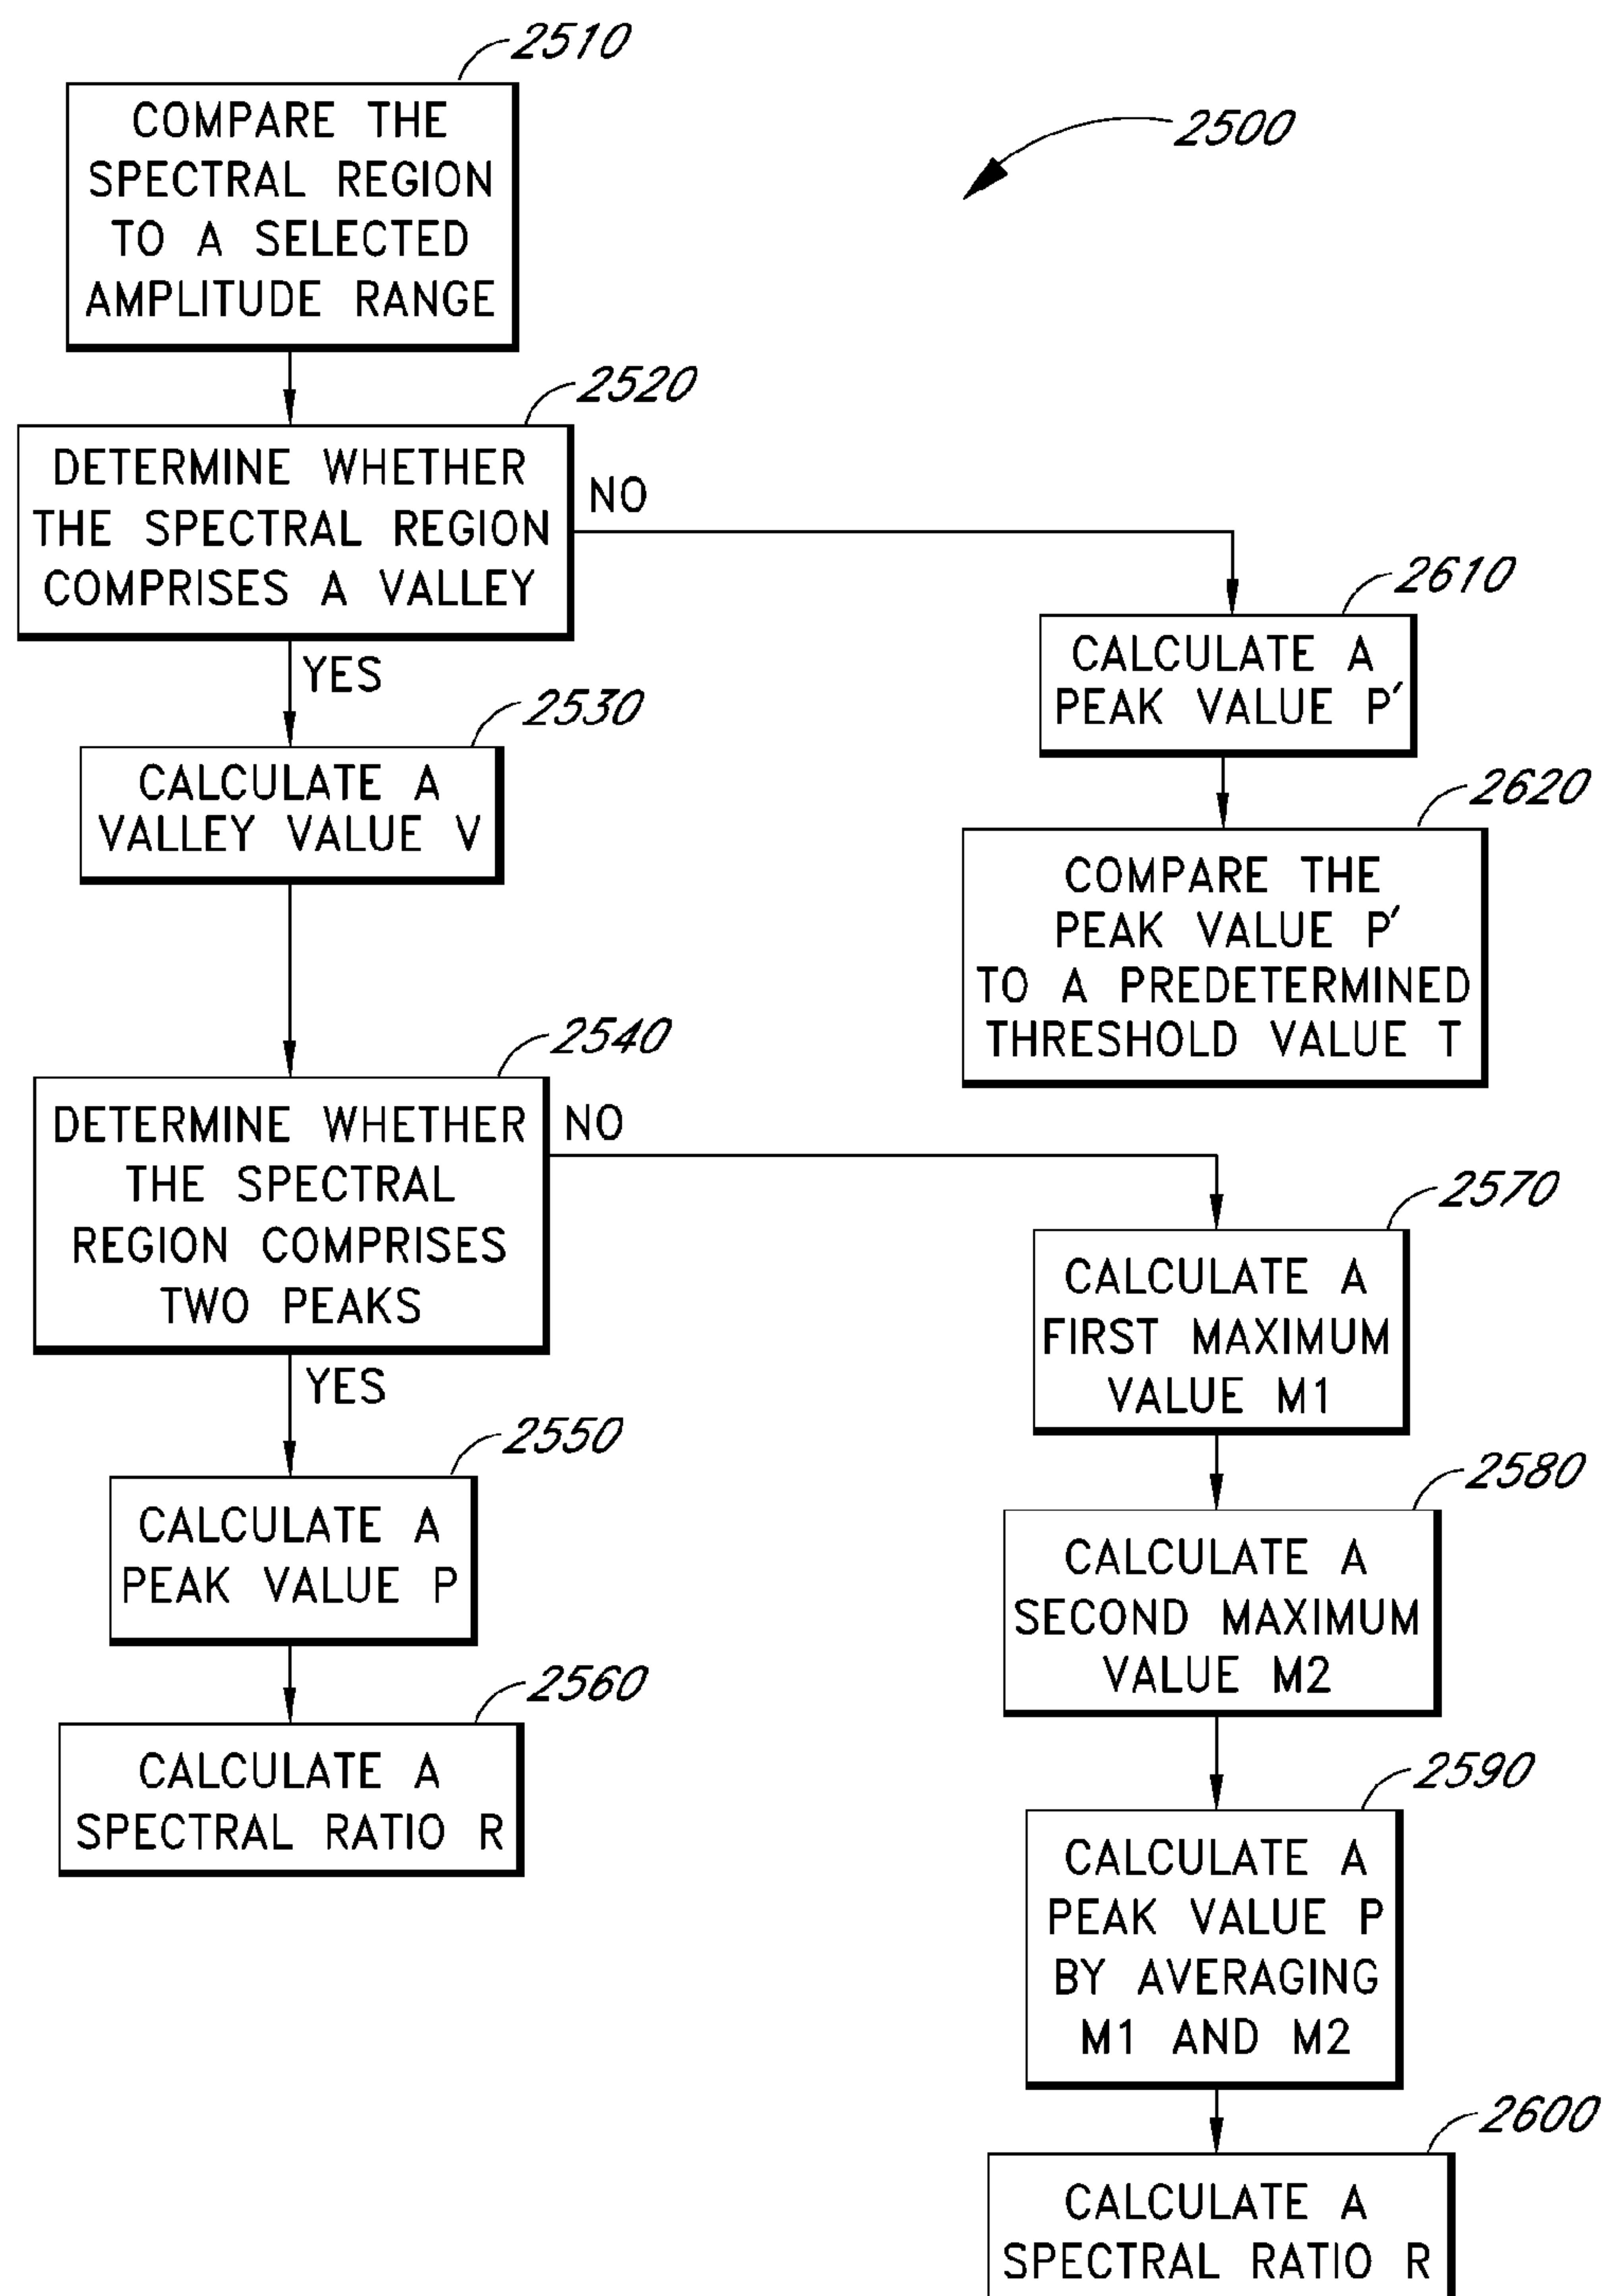 2510
COMPARE THE
SPECTRAL REGION
TO A SELECTED
AMPLITUDE RANGE
2500
2520
DETERMINE WHETHER
THE SPECTRAL REGION
COMPRISES A VALLEY
NO
YES
2610
CALCULATE A
PEAK VALUE P′
2530
CALCULATE A
VALLEY VALUE V
2620
COMPARE THE
PEAK VALUE P′
TO A PREDETERMINED
THRESHOLD VALUE T
2540
DETERMINE WHETHER
THE SPECTRAL
REGION COMPRISES
TWO PEAKS
NO
YES
2550
CALCULATE A
PEAK VALUE P
2560
CALCULATE A
SPECTRAL RATIO R
2570
CALCULATE A
FIRST MAXIMUM
VALUE M1
2580
CALCULATE A
SECOND MAXIMUM
VALUE M2
2590
CALCULATE A
PEAK VALUE P
BY AVERAGING
M1 AND M2
2600
CALCULATE A
SPECTRAL RATIO R